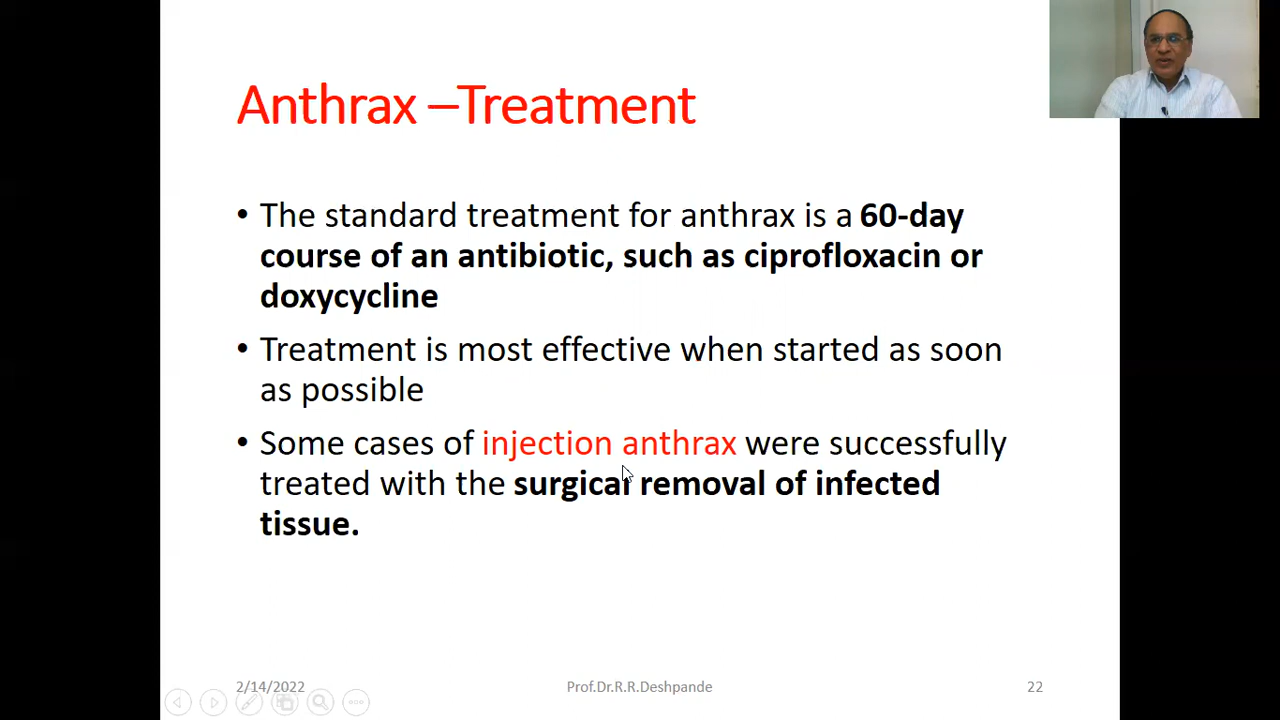 Anthrax –Treatment
• The standard treatment for anthrax is a 60-day
course of an antibiotic, such as ciprofloxacin or
doxycycline
• Treatment is most effective when started as soon
as possible
• Some cases of injection anthrax were successfully
treated with the surgical removal of infected
tissue.
2/14/2022
Prof.Dr.R.R.Deshpande
22